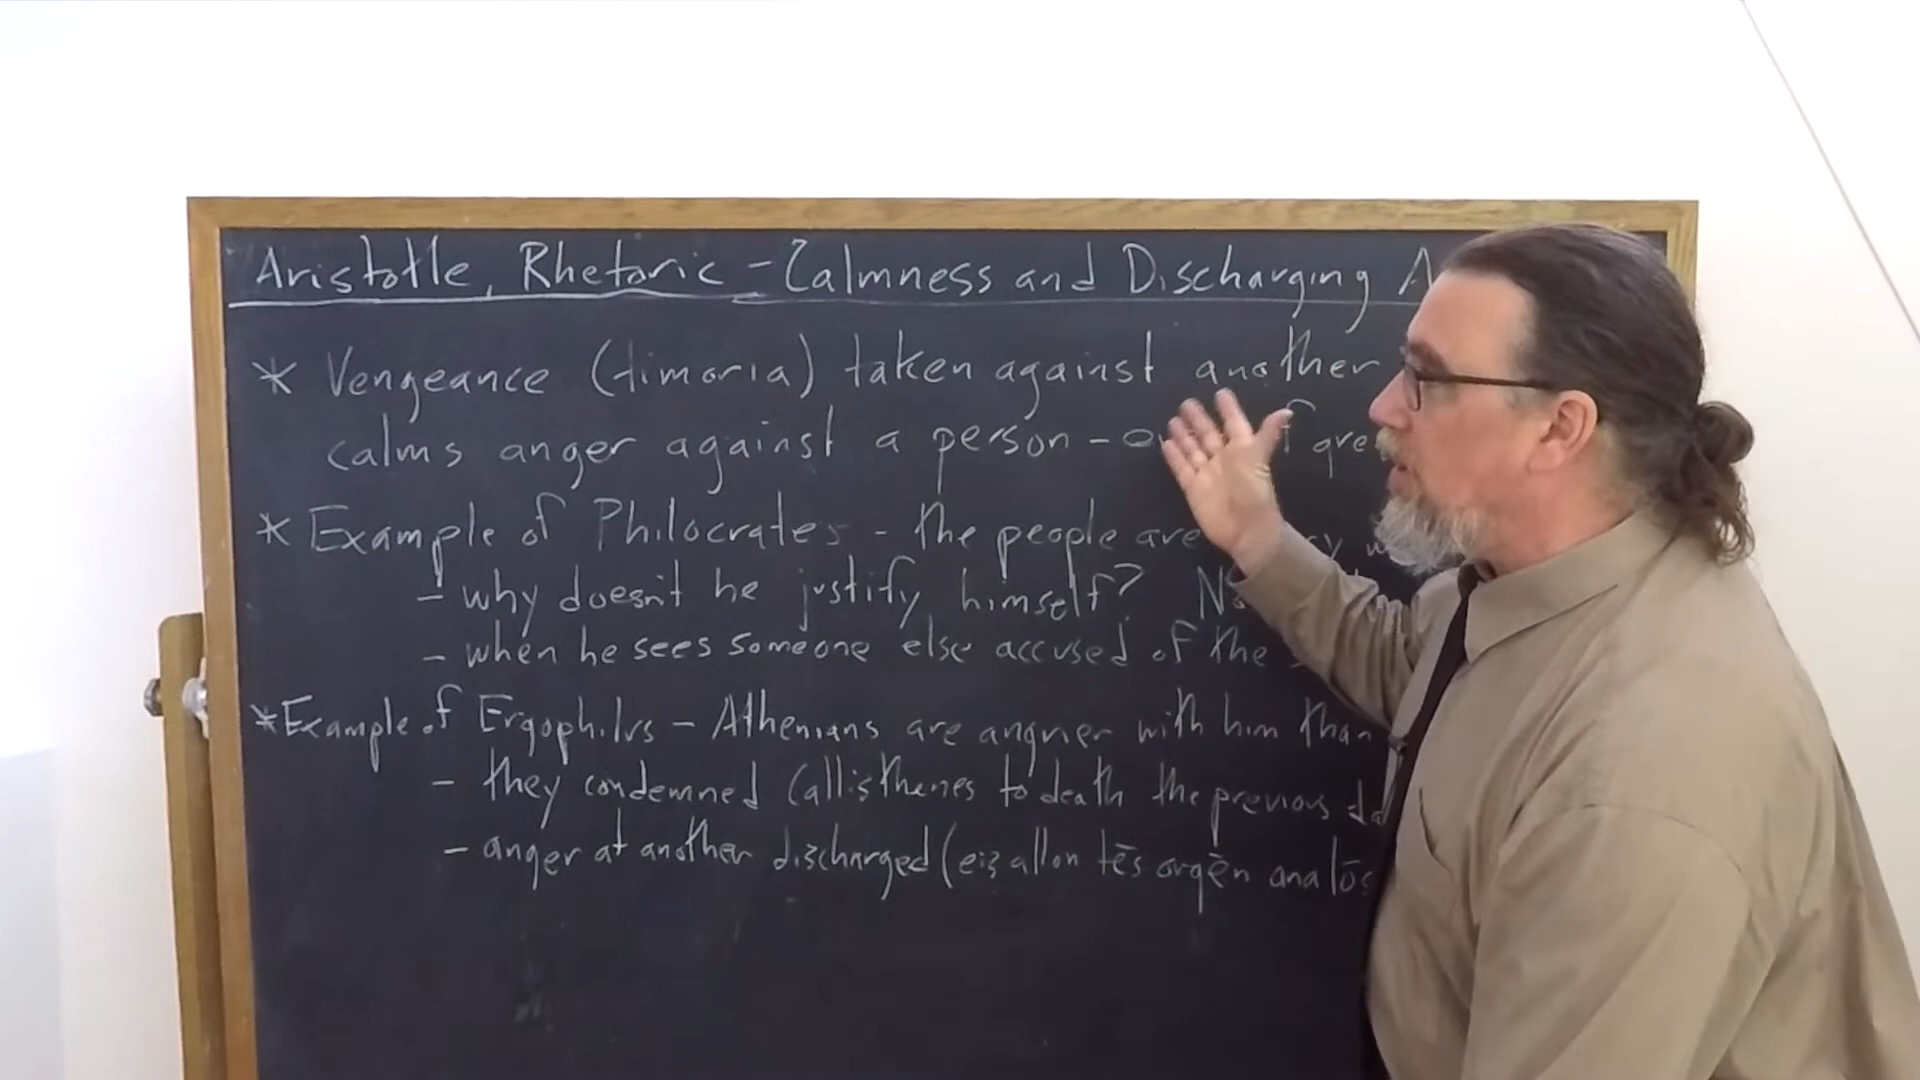 Aristotle, Rhetoric - Calmness and Discharging A
* Vengeance (timoria) taken against another
calms anger against a person -
* Example of Philocrates - the people are
- why doesn't he justify himself?
- when he sees someone else accused of the
* Example of Ergophilus - Athenians are angrier with him than
- they condemned Callisthenes to death the previous da
- anger at another discharged (eis allon tēs orgēn analōs